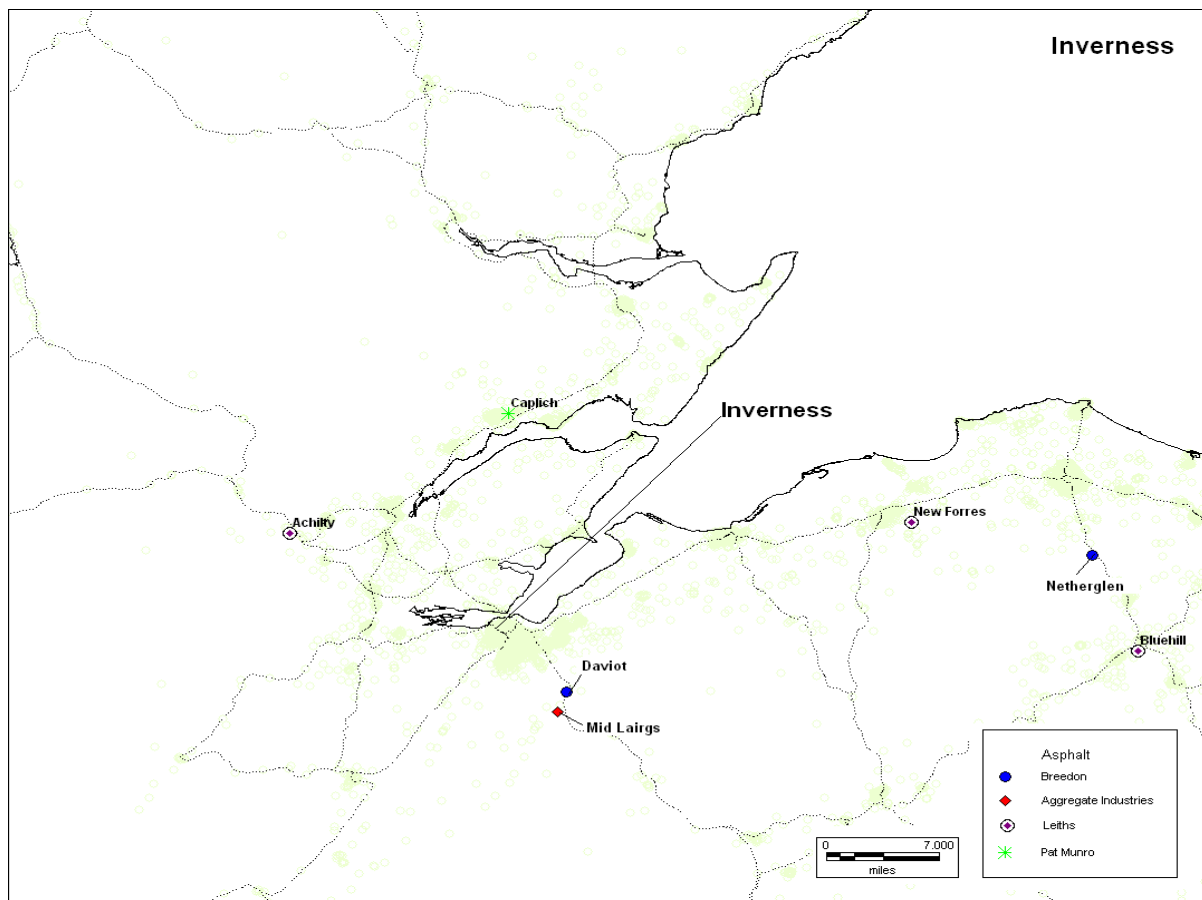 Inverness
Caplich
Inverness
Achilty
New Forres
Netherglen
Bluehill
Daviot
Mid Lairgs
Asphalt
Breedon
Aggregate Industries
Leiths
Pat Munro
0 7.000
miles